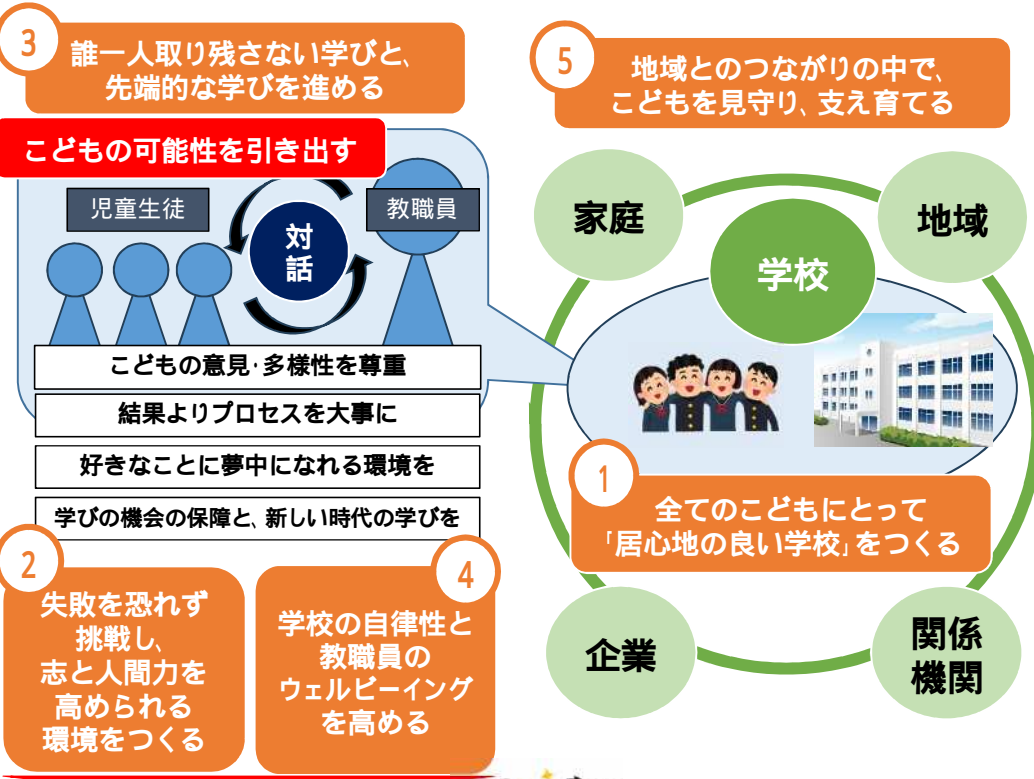 3
誰一人取り残さない学びと、
先端的な学びを進める
こどもの可能性を引き出す
児童生徒
対
話
教職員
こどもの意見・多様性を尊重
結果よりプロセスを大事に
好きなことに夢中になれる環境を
学びの機会の保障と、新しい時代の学びを
2
失敗を恐れず
挑戦し、
志と人間力を
高められる
環境をつくる
4
学校の自律性と
教職員の
ウェルビーイング
を高める
5
地域とのつながりの中で、
こどもを見守り、支え育てる
家庭
地域
学校
1
全てのこどもにとって
「居心地の良い学校」をつくる
企業
関係
機関